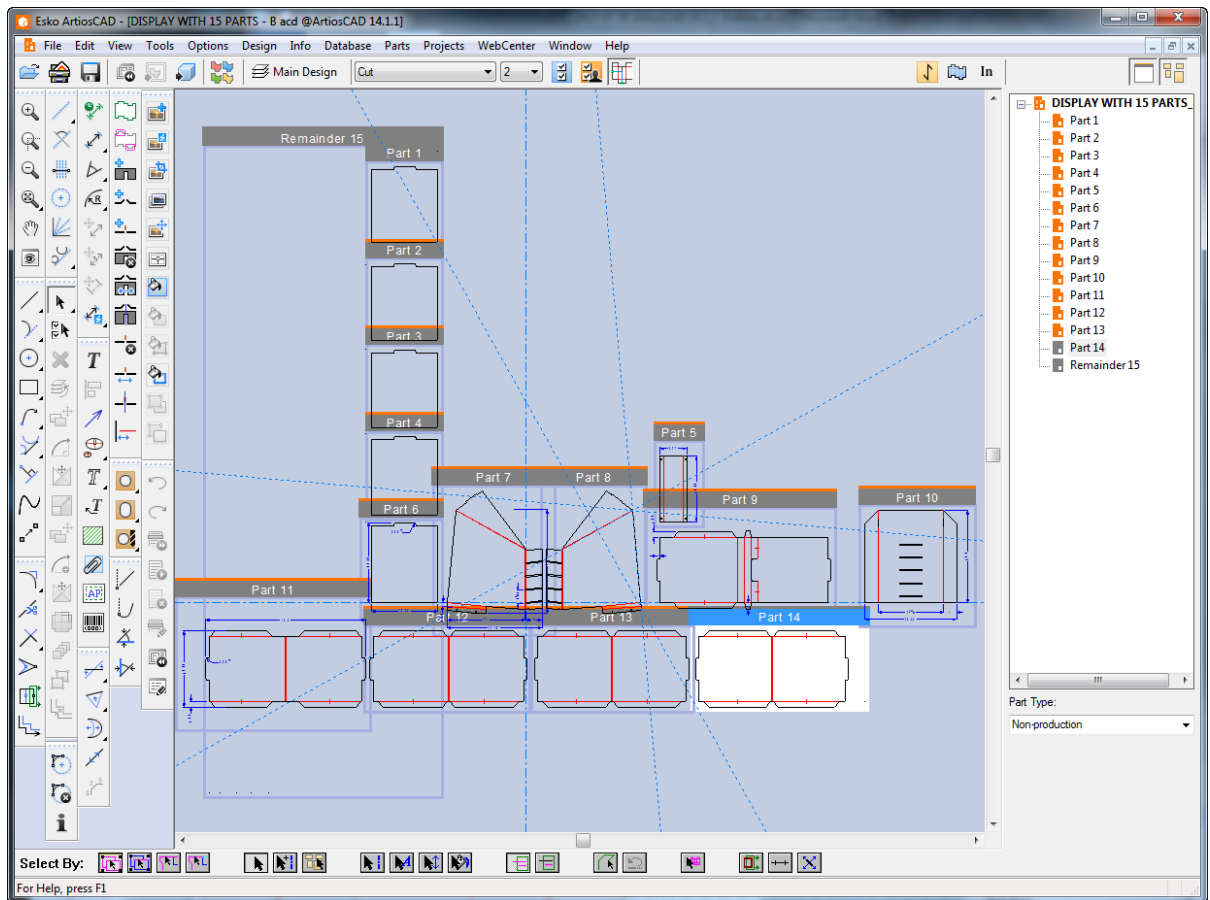 Esko ArtiosCAD - [DISPLAY WITH 15 PARTS - B acd @ArtiosCAD 14.1.1]
File Edit View Tools Options Design Info Database Parts Projects WebCenter Window Help
Main Design Cut 2 In
Remainder 15
Part 1
Part 2
Part 3
Part 4
Part 5
Part 7 Part 8
Part 9
Part 10
Part 6
Part 11
Part 12
Part 13
Part 14
DISPLAY WITH 15 PARTS_
Part 1
Part 2
Part 3
Part 4
Part 5
Part 6
Part 7
Part 8
Part 9
Part 10
Part 11
Part 12
Part 13
Part 14
Remainder 15
Part Type:
Non-production
Select By:
For Help, press F1